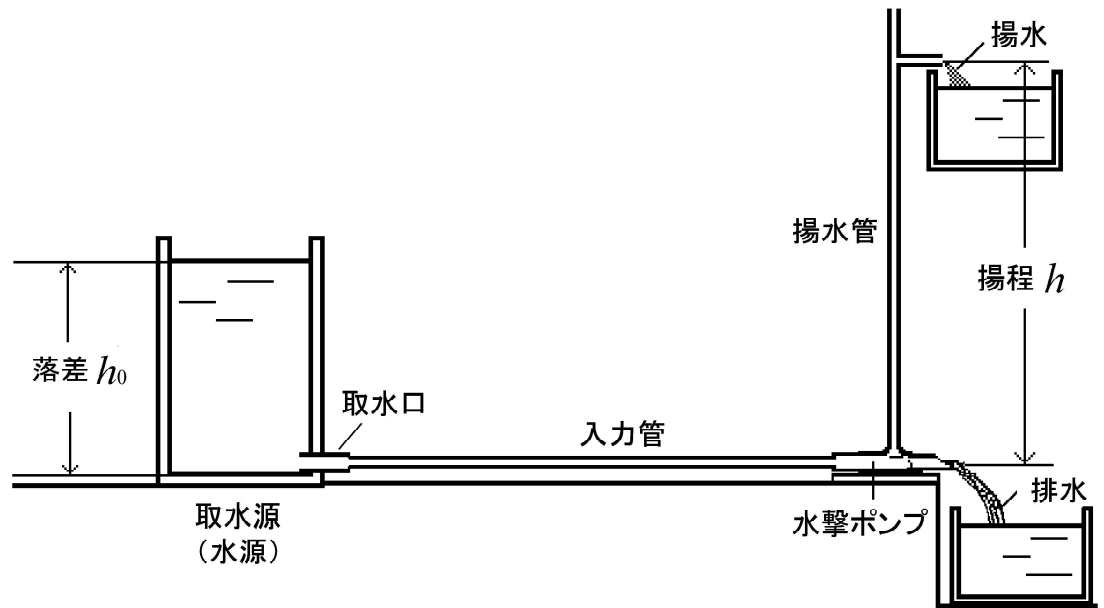 揚水
揚水管
揚程 h
落差 h₀
取水口
入力管
取水源
（水源）
水撃ポンプ
排水